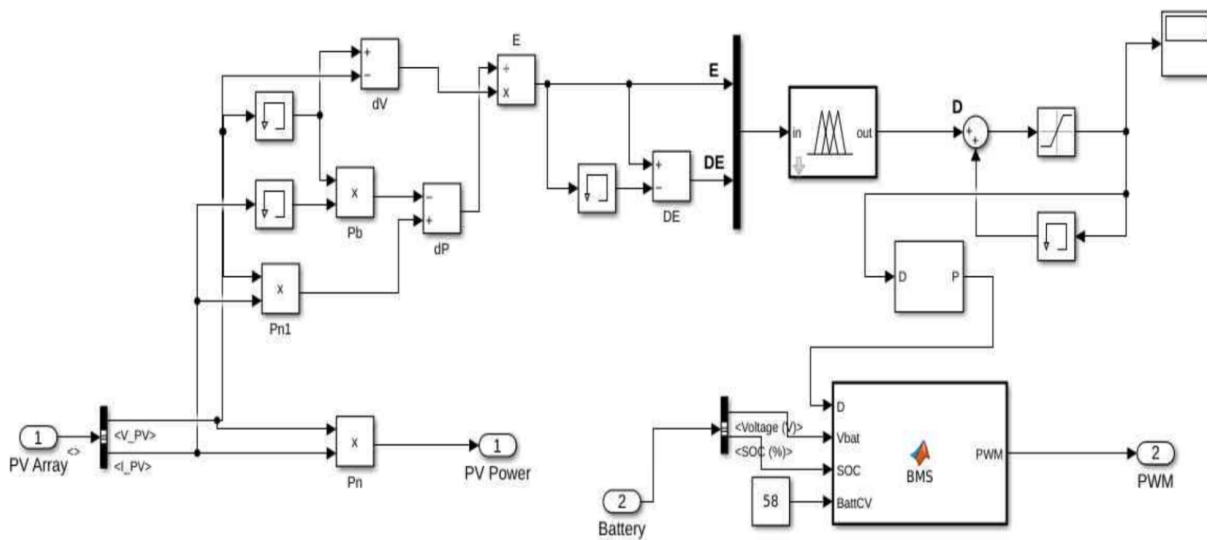 E
+
−
dV
÷
x
E
D
in
out
+
+
x
Pb
−
+
dP
+
−
DE
DE
x
Pn1
D
P
1
PV Array
<>
<V_PV>
<I_PV>
x
Pn
1
PV Power
<Voltage (V)>
<SOC (%)>
2
Battery
58
D
Vbat
SOC
BattCV
BMS
PWM
2
PWM